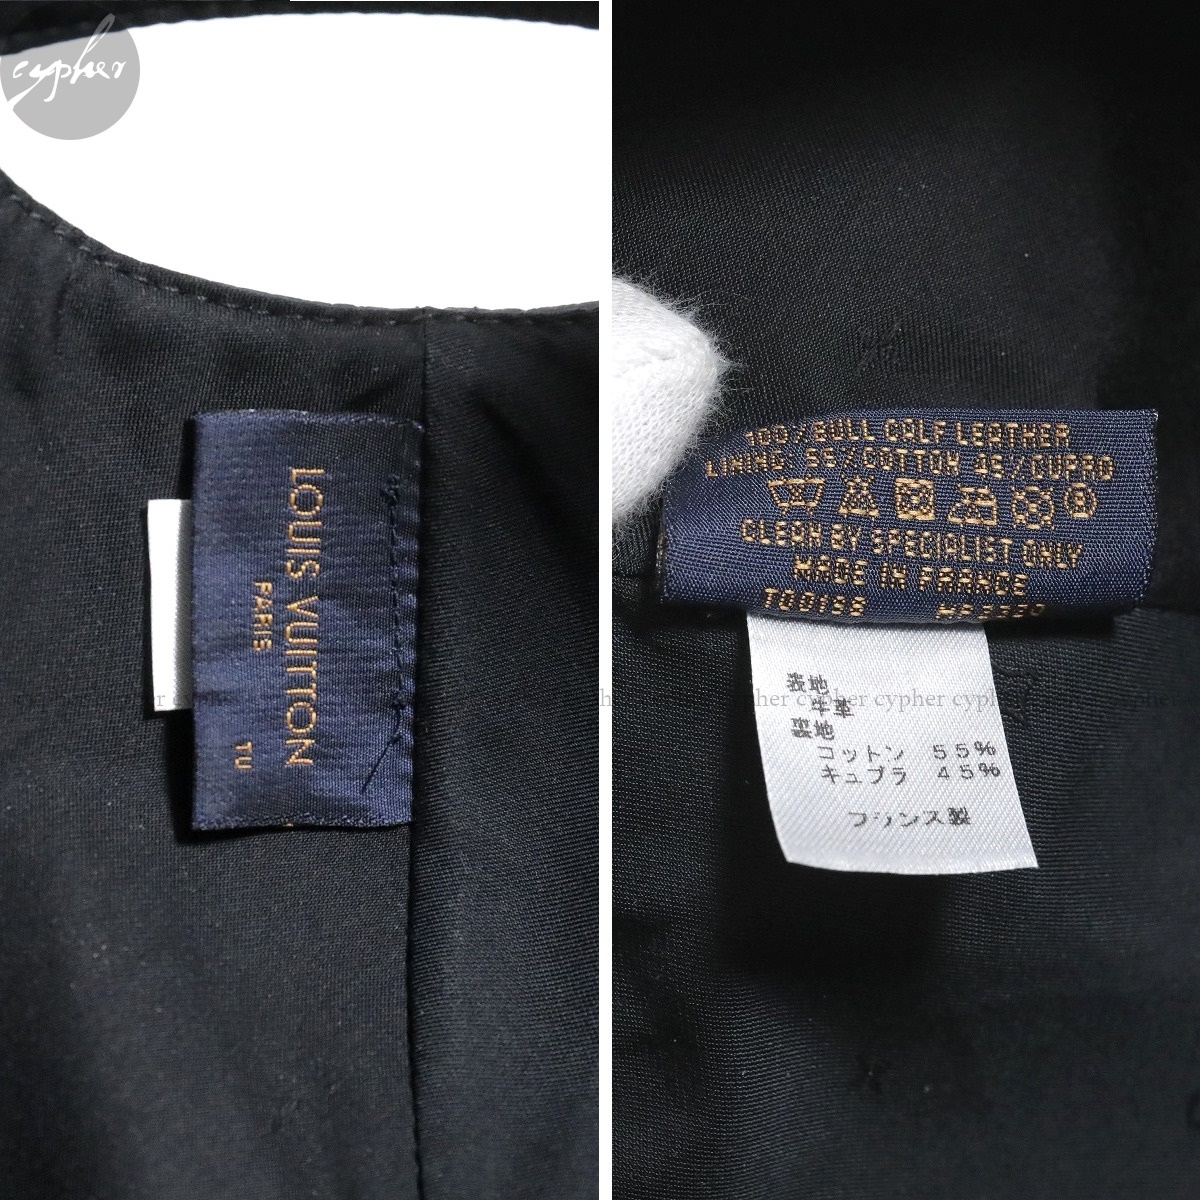 cypher
LOUIS VUITTON
PARIS
TU
100%BULL CALF LEATHER
LINING 55%COTTON 45%CUPRO
CLEAN BY SPECIALIST ONLY
MADE IN FRANCE
TOD198
表地
牛革
裏地
コットン 55%
キュプラ 45%
フランス製
cypher cypher cypher cypher